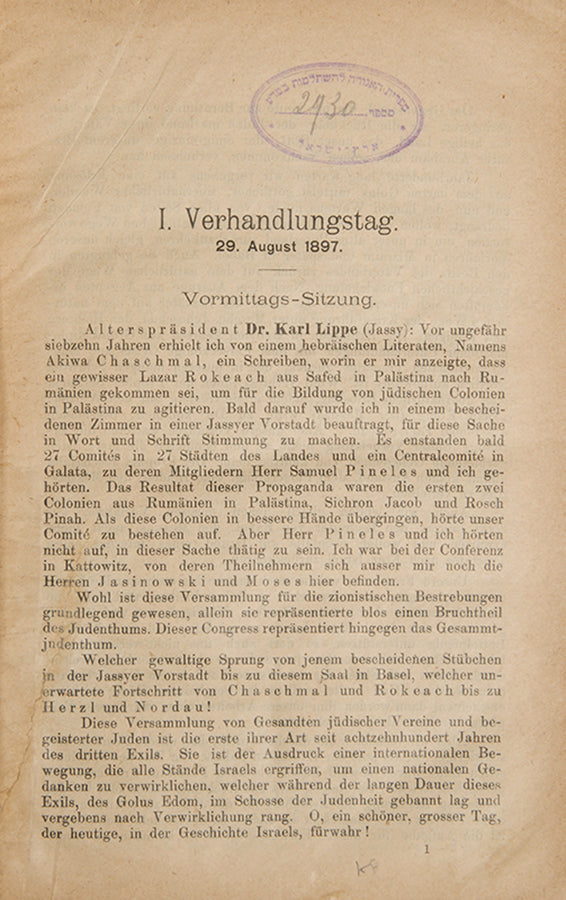 ספרית האגודה להשתלמות
מספר
2930
ארץ-ישראל
I. Verhandlungstag.
29. August 1897.
Vormittags-Sitzung.
Alterspräsident Dr. Karl Lippe (Jassy): Vor ungefähr
siebzehn Jahren erhielt ich von einem hebräischen Literaten, Namens
Akiwa Chaschmal, ein Schreiben, worin er mir anzeigte, dass
ein gewisser Lazar Rokeach aus Safed in Palästina nach Ru-
mänien gekommen sei, um für die Bildung von jüdischen Colonien
in Palästina zu agitieren. Bald darauf wurde ich in einem beschei-
denen Zimmer in einer Jassyer Vorstadt beauftragt, für diese Sache
in Wort und Schrift Stimmung zu machen. Es enstanden bald
27 Comités in 27 Städten des Landes und ein Centralcomité in
Galata, zu deren Mitgliedern Herr Samuel Pineles und ich ge-
hörten. Das Resultat dieser Propaganda waren die ersten zwei
Colonien aus Rumänien in Palästina, Sichron Jacob und Rosch
Pinah. Als diese Colonien in bessere Hände übergingen, hörte unser
Comité zu bestehen auf. Aber Herr Pineles und ich hörten
nicht auf, in dieser Sache thätig zu sein. Ich war bei der Conferenz
in Kattowitz, von deren Theilnehmern sich ausser mir noch die
Herren Jasinowski und Moses hier befinden.
Wohl ist diese Versammlung für die zionistischen Bestrebungen
grundlegend gewesen, allein sie repräsentierte blos einen Bruchtheil
des Judenthums. Dieser Congress repräsentiert hingegen das Gesammt-
judenthum.
Welcher gewaltige Sprung von jenem bescheidenen Stübchen
in der Jassyer Vorstadt bis zu diesem Saal in Basel, welcher un-
erwartete Fortschritt von Chaschmal und Rokeach bis zu
Herzl und Nordau!
Diese Versammlung von Gesandten jüdischer Vereine und be-
geisterter Juden ist die erste ihrer Art seit achtzehnhundert Jahren
des dritten Exils. Sie ist der Ausdruck einer internationalen Be-
wegung, die alle Stände Israels ergriffen, um einen nationalen Ge-
danken zu verwirklichen, welcher während der langen Dauer dieses
Exils, des Golus Edom, im Schosse der Judenheit gebannt lag und
vergebens nach Verwirklichung rang. O, ein schöner, grosser Tag,
der heutige, in der Geschichte Israels, fürwahr!
1